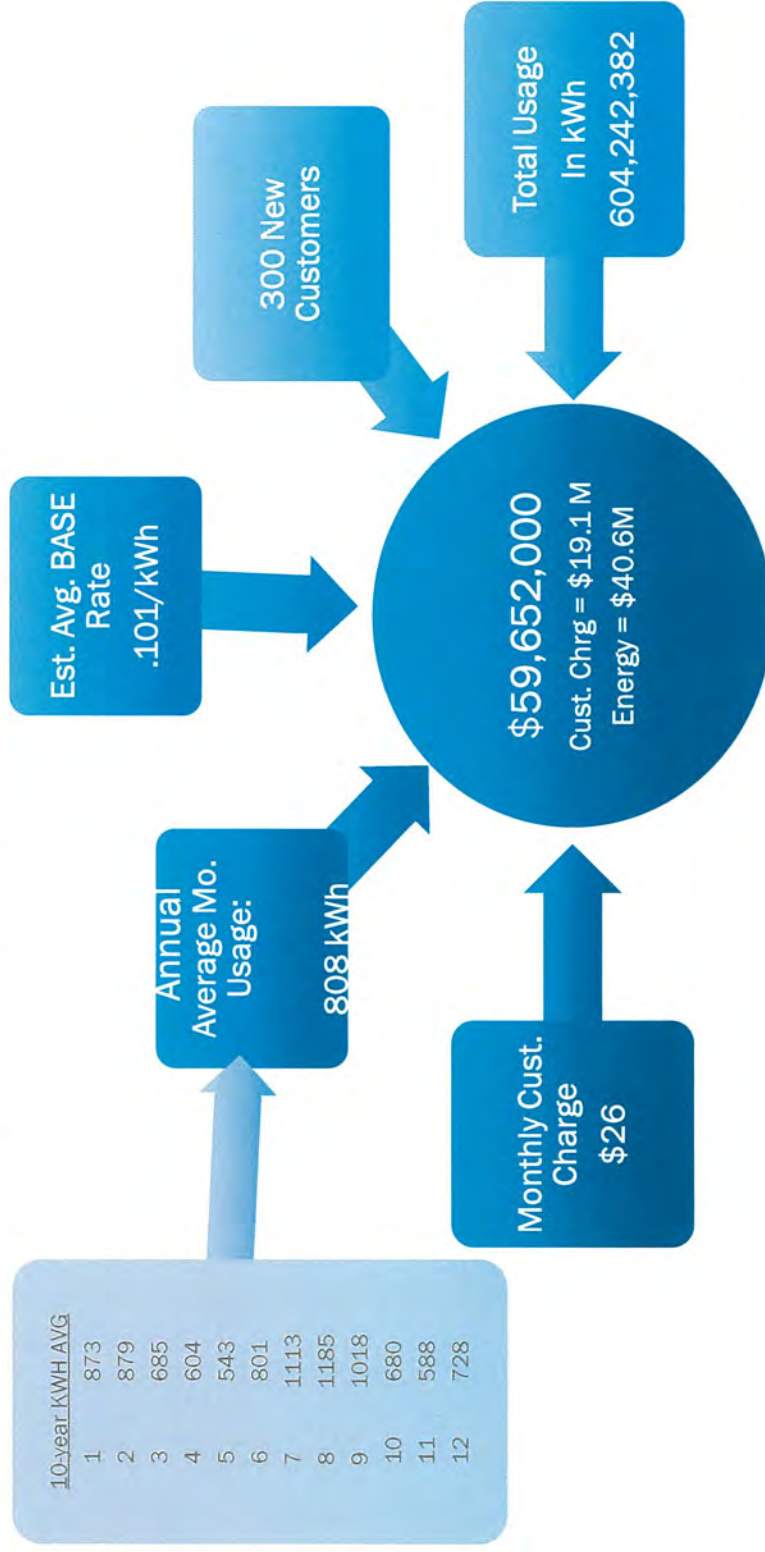 10-year KWH AVG
1 873
2 879
3 685
4 604
5 543
6 801
7 1113
8 1185
9 1018
10 680
11 588
12 728
Annual
Average Mo.
Usage:
808 kWh
Est. Avg. BASE
Rate
.101/kWh
300 New
Customers
Monthly Cust.
Charge
$26
$59,652,000
Cust. Chrg = $19.1 M
Energy = $40.6M
Total Usage
In kWh
604,242,382